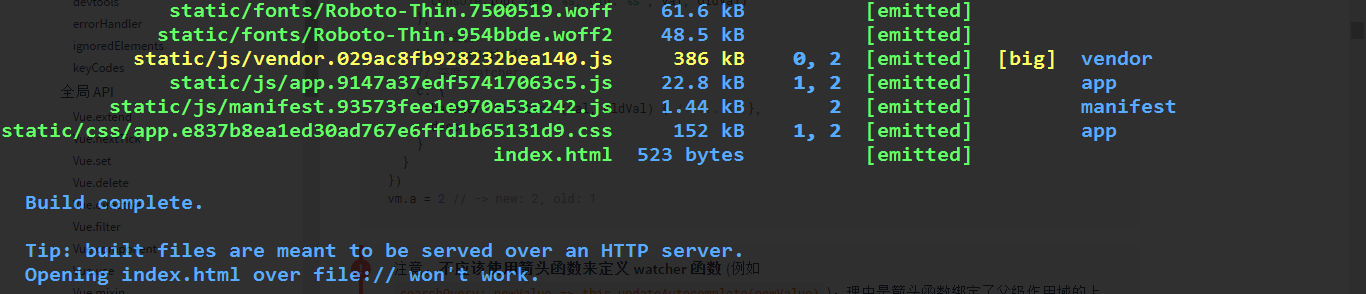 devtools
static/fonts/Roboto-Thin.7500519.woff 61.6 kB [emitted]
errorHandler
static/fonts/Roboto-Thin.954bbde.woff2 48.5 kB [emitted]
ignoredElements
static/js/vendor.029ac8fb928232bea140.js 386 kB 0, 2 [emitted] [big] vendor
keyCodes
static/js/app.9147a37edf57417063c5.js 22.8 kB 1, 2 [emitted] app
全局 API
static/js/manifest.93573fee1e970a53a242.js 1.44 kB 2 [emitted] manifest
Vue.extend
static/css/app.e837b8ea1ed30ad767e6ffd1b65131d9.css 152 kB 1, 2 [emitted] app
}
index.html 523 bytes [emitted]
Vue.set
}
Vue.delete
})
vm.a = 2 // -> new: 2, old: 1
Build complete.
Vue.filter
Tip: built files are meant to be served over an HTTP server.
Opening index.html over file:// won't work.
不应该使用箭头函数来定义 watcher 函数 (例如
Vue.mixin
理由是箭头函数绑定了父级作用域的上